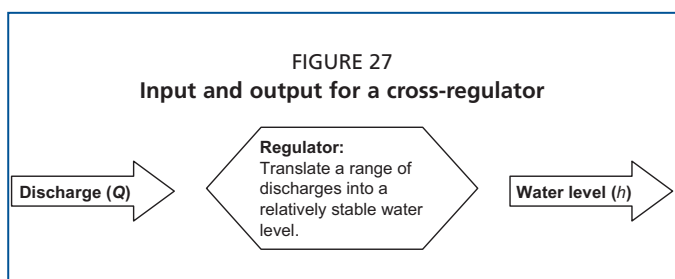 FIGURE 27
Input and output for a cross-regulator
Discharge (Q)
Regulator:
Translate a range of
discharges into a
relatively stable water
level.
Water level (h)